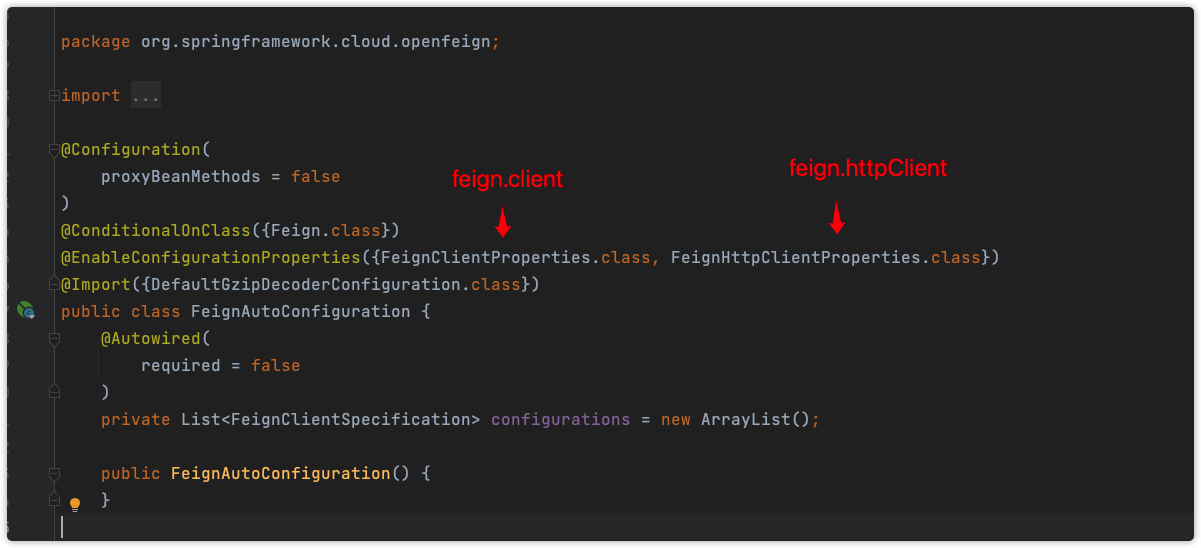 package org.springframework.cloud.openfeign;
import ...
@Configuration(
proxyBeanMethods = false
)
feign.client
feign.httpClient
@ConditionalOnClass({Feign.class})
@EnableConfigurationProperties({FeignClientProperties.class, FeignHttpClientProperties.class})
@Import({DefaultGzipDecoderConfiguration.class})
public class FeignAutoConfiguration {
@Autowired(
required = false
)
private List<FeignClientSpecification> configurations = new ArrayList();
public FeignAutoConfiguration() {
}